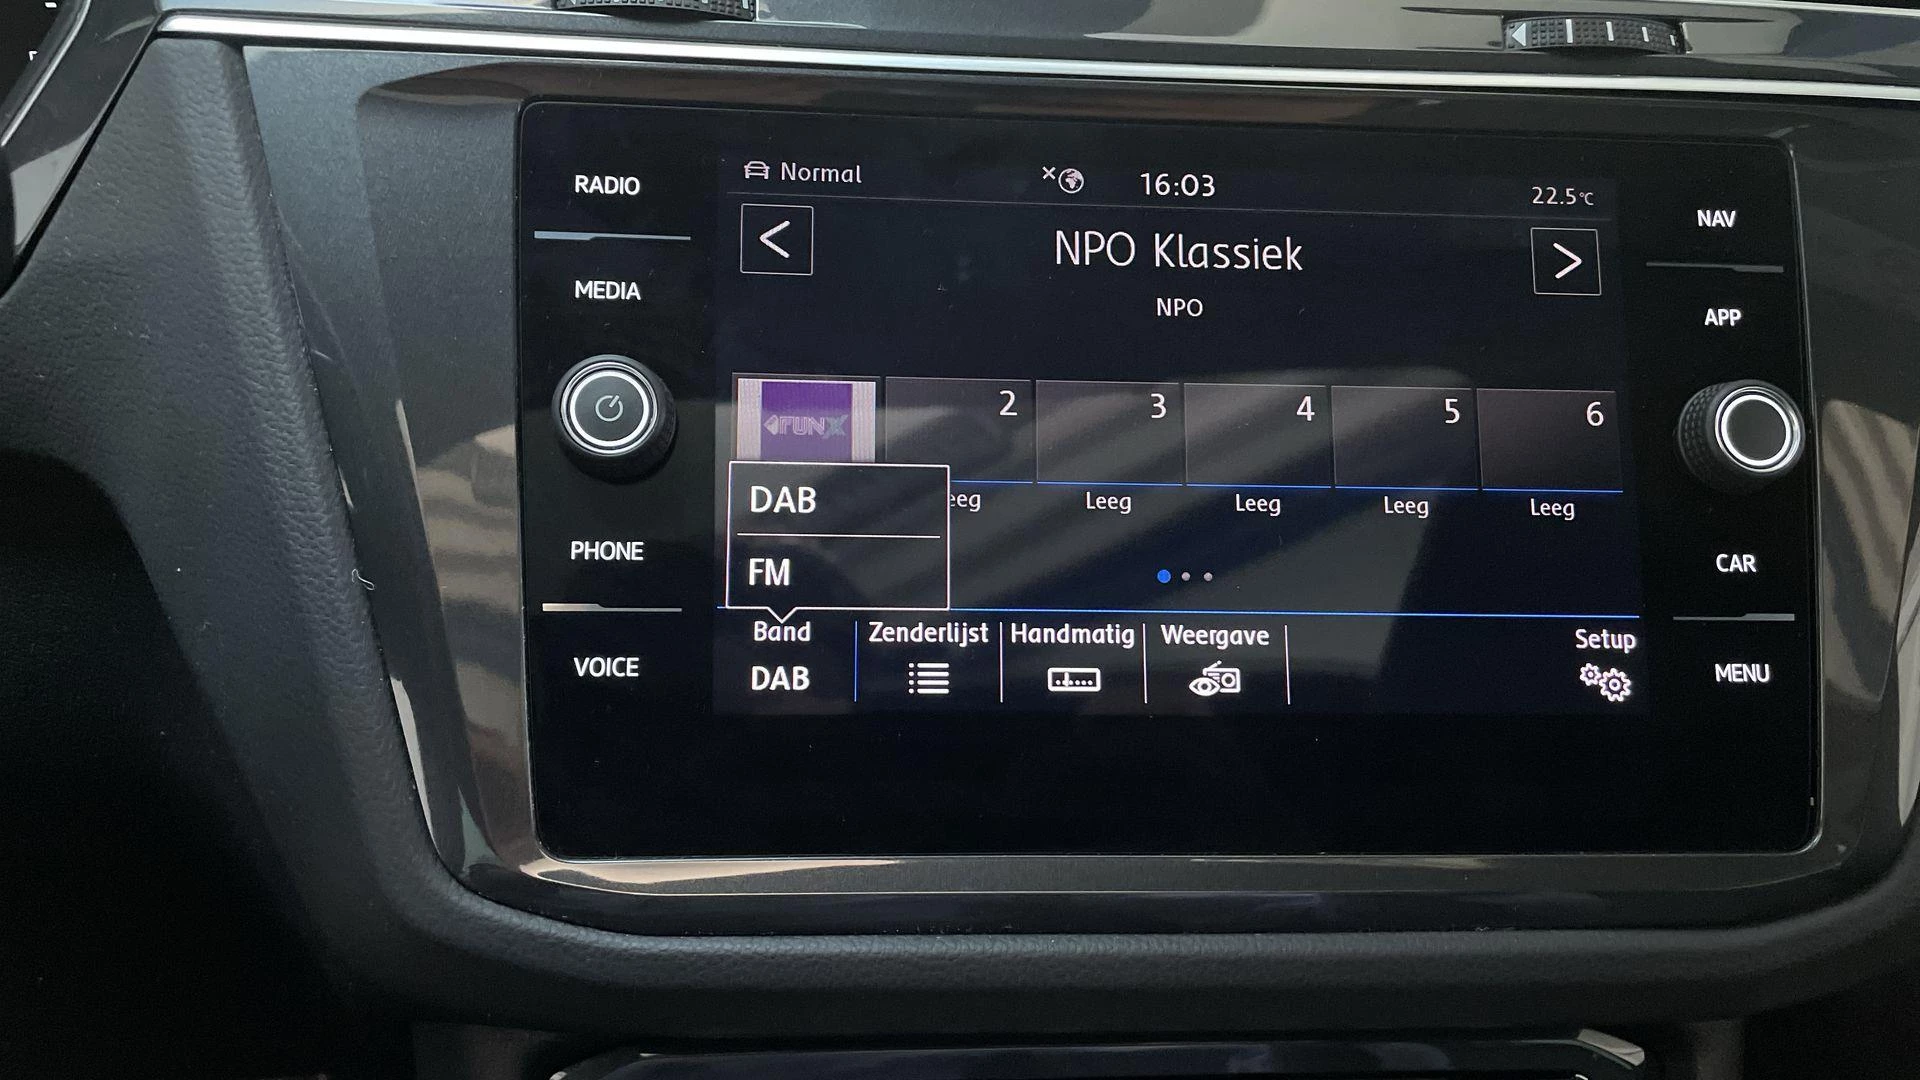 RADIO
MEDIA
PHONE
VOICE
Normal
16:03
22.5°C
<
NPO Klassiek
>
NPO
FUNX
2
3
4
5
6
eeg
Leeg
Leeg
Leeg
Leeg
DAB
FM
Band
DAB
Zenderlijst
Handmatig
Weergave
Setup
NAV
APP
CAR
MENU